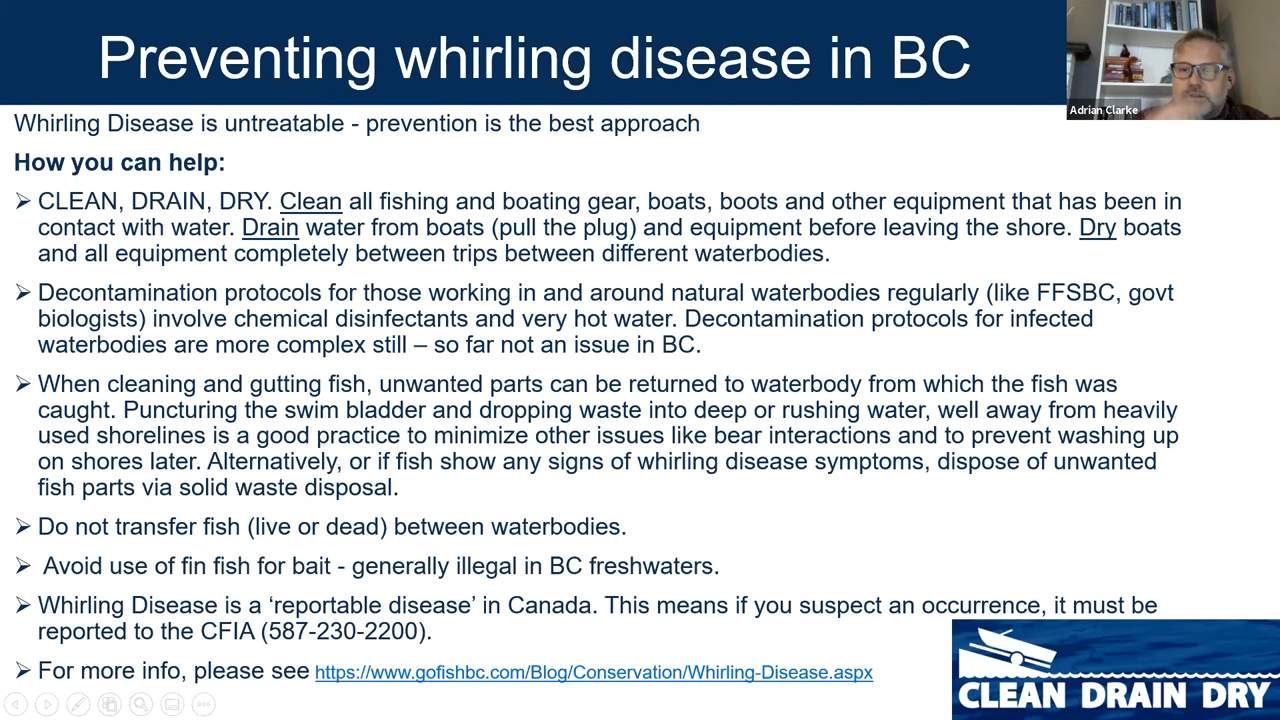 Preventing whirling disease in BC
Adrian Clarke
Whirling Disease is untreatable - prevention is the best approach
How you can help:
➢ CLEAN, DRAIN, DRY. Clean all fishing and boating gear, boats, boots and other equipment that has been in
contact with water. Drain water from boats (pull the plug) and equipment before leaving the shore. Dry boats
and all equipment completely between trips between different waterbodies.
➢ Decontamination protocols for those working in and around natural waterbodies regularly (like FFSBC, govt
biologists) involve chemical disinfectants and very hot water. Decontamination protocols for infected
waterbodies are more complex still – so far not an issue in BC.
➢ When cleaning and gutting fish, unwanted parts can be returned to waterbody from which the fish was
caught. Puncturing the swim bladder and dropping waste into deep or rushing water, well away from heavily
used shorelines is a good practice to minimize other issues like bear interactions and to prevent washing up
on shores later. Alternatively, or if fish show any signs of whirling disease symptoms, dispose of unwanted
fish parts via solid waste disposal.
➢ Do not transfer fish (live or dead) between waterbodies.
➢ Avoid use of fin fish for bait - generally illegal in BC freshwaters.
➢ Whirling Disease is a ‘reportable disease’ in Canada. This means if you suspect an occurrence, it must be
reported to the CFIA (587-230-2200).
➢ For more info, please see https://www.gofishbc.com/Blog/Conservation/Whirling-Disease.aspx
CLEAN DRAIN DRY